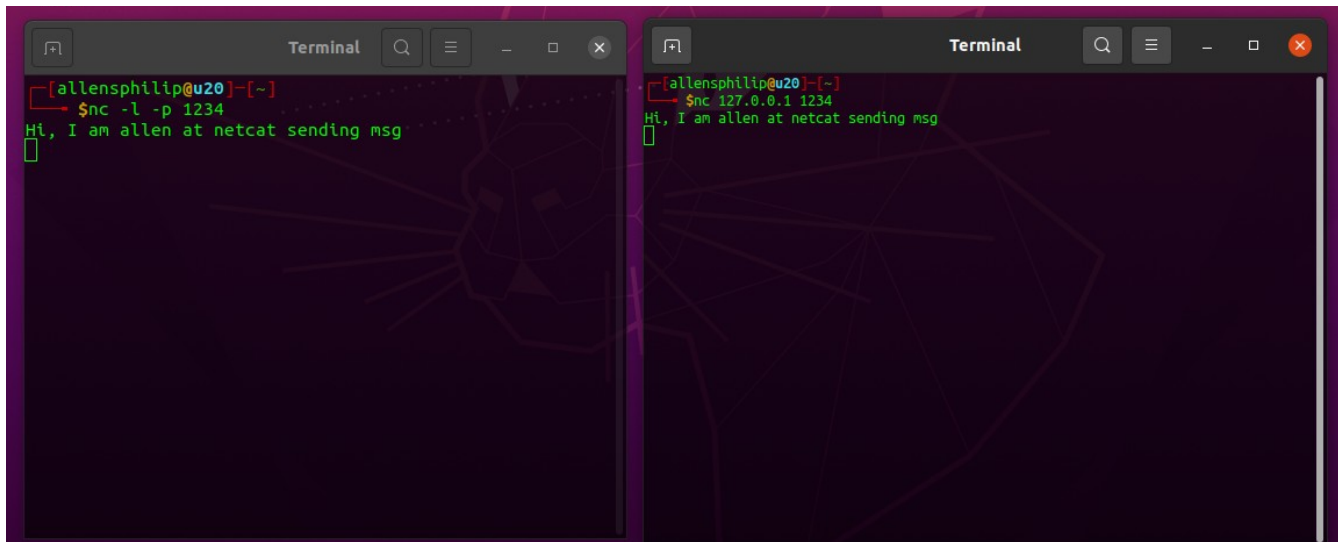 Terminal
[allensphilip@u20]-[~]
$nc -l -p 1234
Hi, I am allen at netcat sending msg
Terminal
[allensphilip@u20]-[~]
$nc 127.0.0.1 1234
Hi, I am allen at netcat sending msg